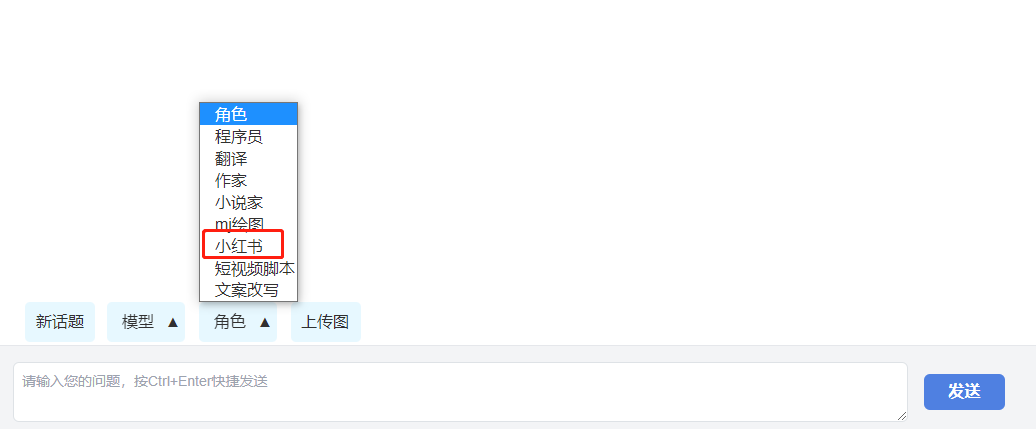 角色
程序员
翻译
作家
小说家
mj绘图
小红书
短视频脚本
文案改写
新话题 模型 ▲ 角色 ▲ 上传图
请输入您的问题，按Ctrl+Enter快捷发送
发送